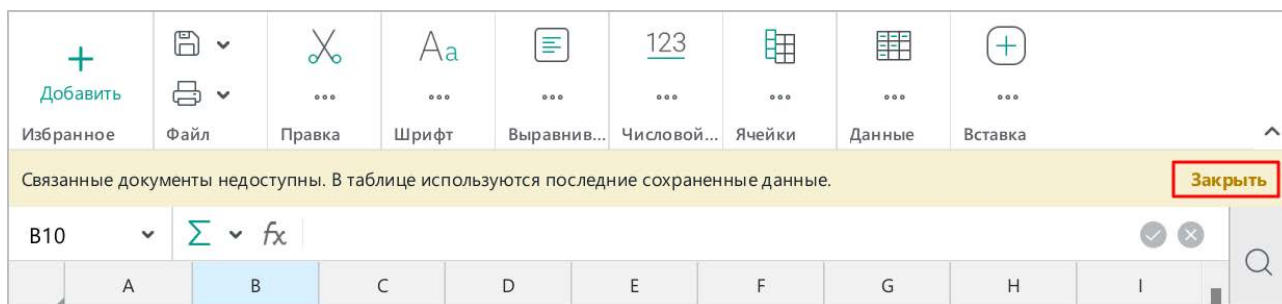 Aa
123
Добавить
Избранное
Файл
Правка
Шрифт
Выравнив...
Числовой...
Ячейки
Данные
Вставка
Связанные документы недоступны. В таблице используются последние сохраненные данные.
Закрыть
B10
Σ
fx
A
B
C
D
E
F
G
H
I